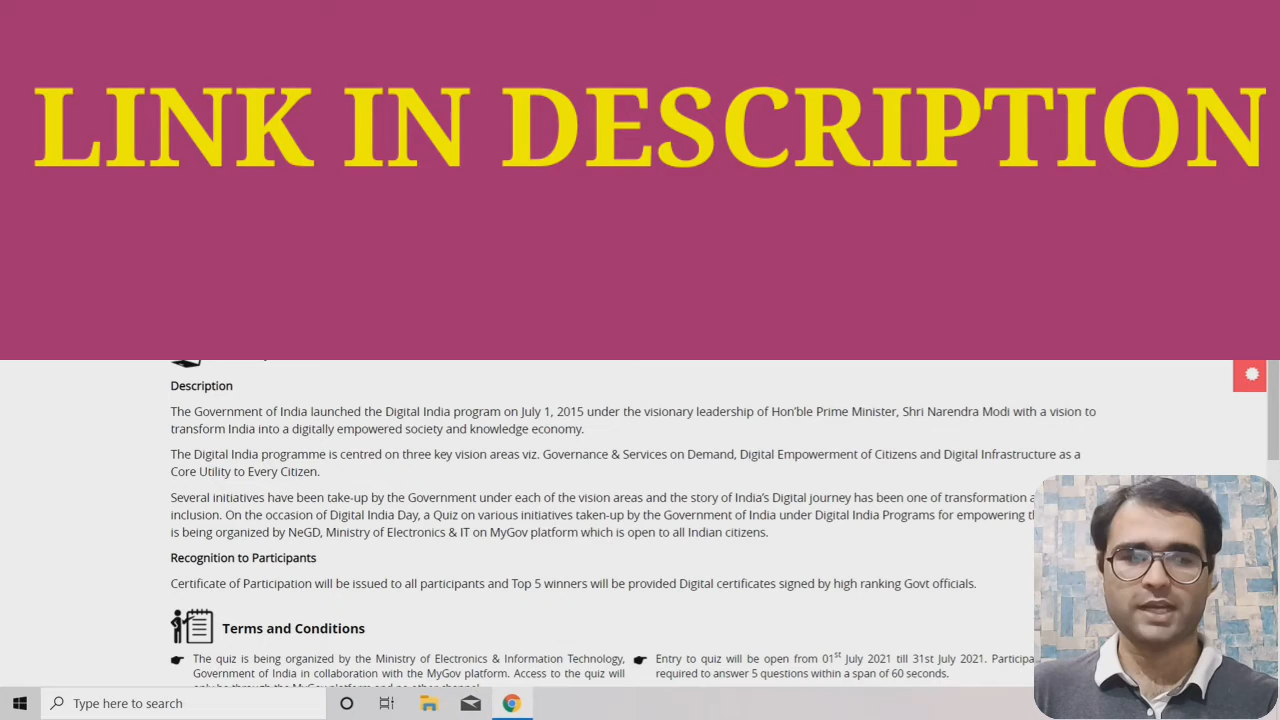 LINK IN DESCRIPTION
Description
The Government of India launched the Digital India program on July 1, 2015 under the visionary leadership of Hon'ble Prime Minister, Shri Narendra Modi with a vision to
transform India into a digitally empowered society and knowledge economy.
The Digital India programme is centred on three key vision areas viz. Governance & Services on Demand, Digital Empowerment of Citizens and Digital Infrastructure as a
Core Utility to Every Citizen.
Several initiatives have been take-up by the Government under each of the vision areas and the story of India's Digital journey has been one of transformation
inclusion. On the occasion of Digital India Day, a Quiz on various initiatives taken-up by the Government of India under Digital India Programs for empowering
is being organized by NeGD, Ministry of Electronics & IT on MyGov platform which is open to all Indian citizens.
Recognition to Participants
Certificate of Participation will be issued to all participants and Top 5 winners will be provided Digital certificates signed by high ranking Govt officials.
Terms and Conditions
The quiz is being organized by the Ministry of Electronics & Information Technology,
Government of India in collaboration with the MyGov platform. Access to the quiz will
only be through the MyGov platform and no other channel
Entry to quiz will be open from 01st July 2021 till 31st July 2021.
required to answer 5 questions within a span of 60 seconds.
Type here to search